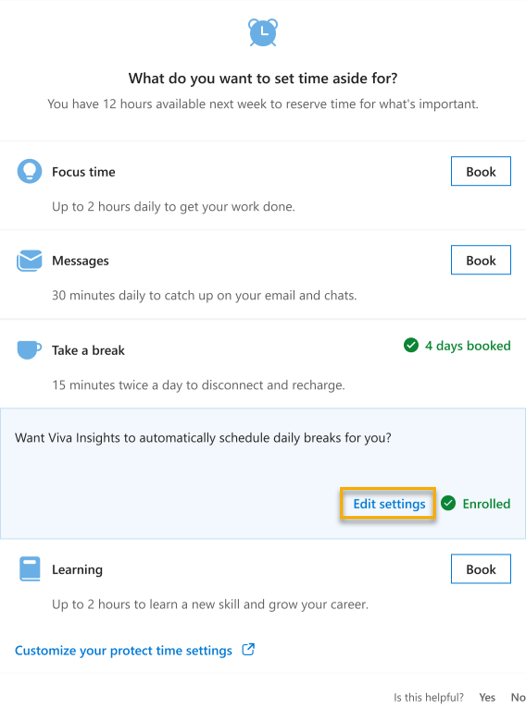 What do you want to set time aside for?
You have 12 hours available next week to reserve time for what's important.
Focus time
Book
Up to 2 hours daily to get your work done.
Messages
Book
30 minutes daily to catch up on your email and chats.
Take a break
4 days booked
15 minutes twice a day to disconnect and recharge.
Want Viva Insights to automatically schedule daily breaks for you?
Edit settings
Enrolled
Learning
Book
Up to 2 hours to learn a new skill and grow your career.
Customize your protect time settings
Is this helpful? Yes No